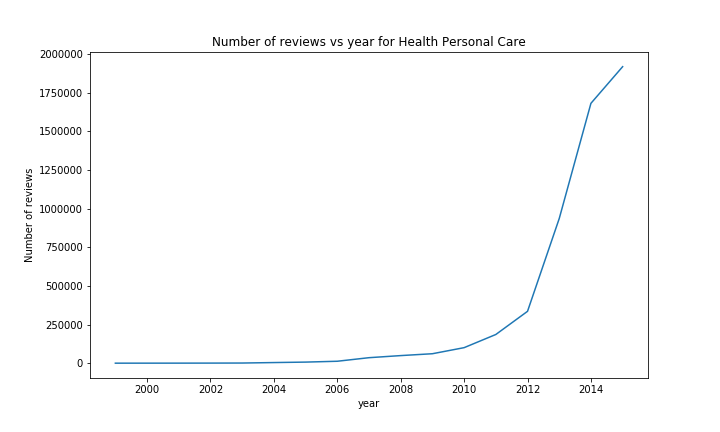 Number of reviews vs year for Health Personal Care
2000000
1750000
1500000
1250000
1000000
750000
500000
250000
0
Number of reviews
2000 2002 2004 2006 2008 2010 2012 2014
year